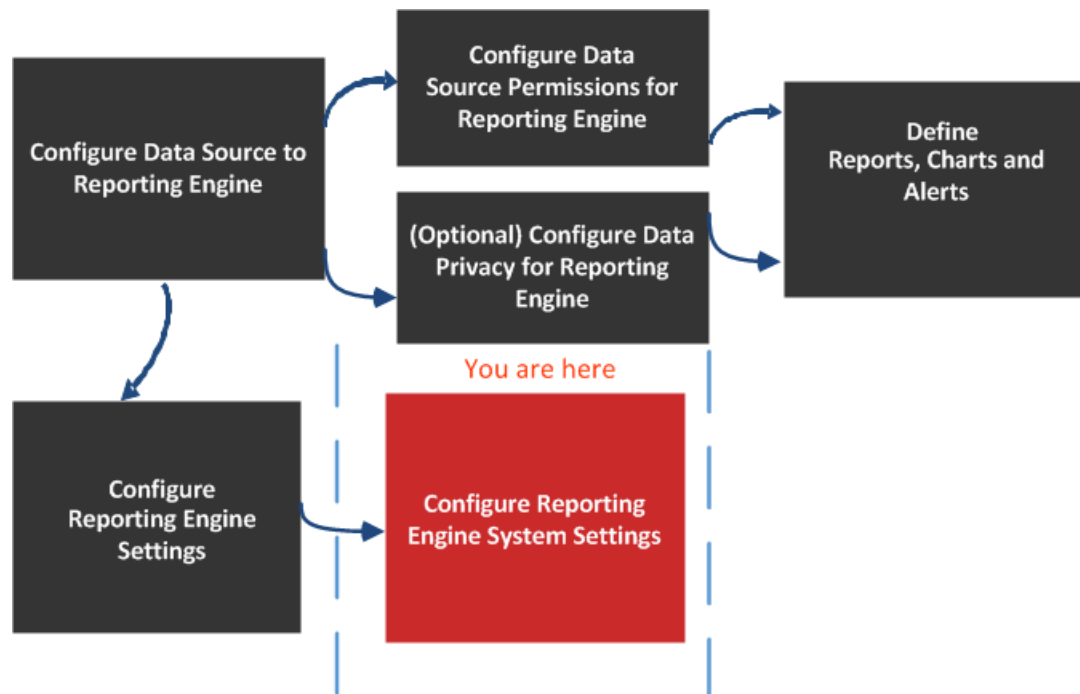 Configure Data Source to
Reporting Engine
Configure Data
Source Permissions for
Reporting Engine
(Optional) Configure Data
Privacy for Reporting
Engine
Define
Reports, Charts and
Alerts
You are here
Configure
Reporting Engine
Settings
Configure Reporting
Engine System Settings